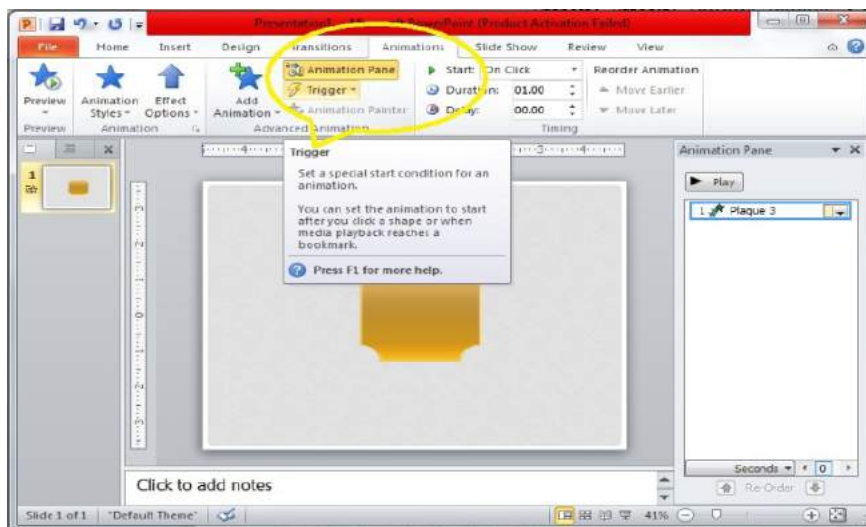 Presentation1 PowerPoint (Product Activation Failed)
File Home Insert Design Transitions Animations Slide Show Review View
Preview
Animation Styles
Effect Options
Add Animation
Animation Pane
Trigger
Animation Painter
Start: On Click
Duration: 01.00
Delay: 00.00
Reorder Animation
Move Earlier
Move Later
Preview Animation Advanced Animation Timing
1
Trigger
Set a special start condition for an
animation.
You can set the animation to start
after you click a shape or when
media playback reaches a
bookmark.
Press F1 for more help.
Animation Pane
Play
1 Plaque 3
Seconds 0
Re-Order
Click to add notes
Slide 1 of 1 "Default Theme" 41%